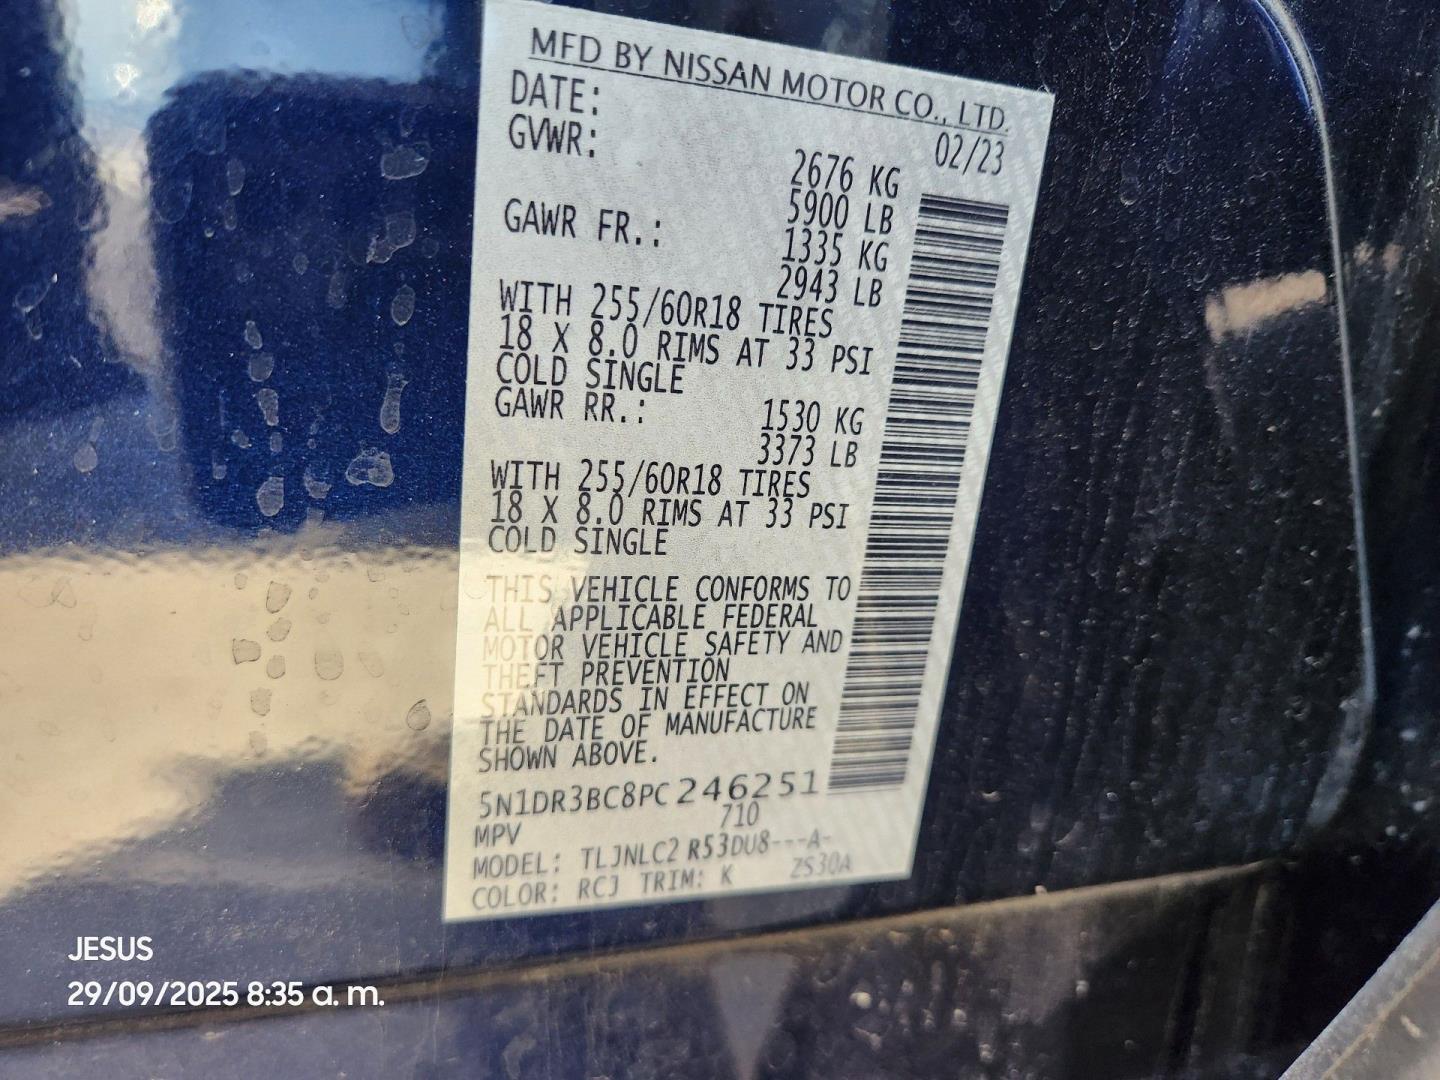 MFD BY NISSAN MOTOR CO., LTD.
DATE: 02/23
GVWR: 2676 KG
5900 LB
GAWR FR.: 1335 KG
2943 LB
WITH 255/60R18 TIRES
18 X 8.0 RIMS AT 33 PSI
COLD SINGLE
GAWR RR.: 1530 KG
3373 LB
WITH 255/60R18 TIRES
18 X 8.0 RIMS AT 33 PSI
COLD SINGLE
THIS VEHICLE CONFORMS TO
ALL APPLICABLE FEDERAL
MOTOR VEHICLE SAFETY AND
THEFT PREVENTION
STANDARDS IN EFFECT ON
THE DATE OF MANUFACTURE
SHOWN ABOVE.
5N1DR3BC8PC246251
MPV 710
MODEL: TLJNLC2 R53DU8---A-
COLOR: RCJ TRIM: K ZS30A
JESUS
29/09/2025 8:35 a. m.